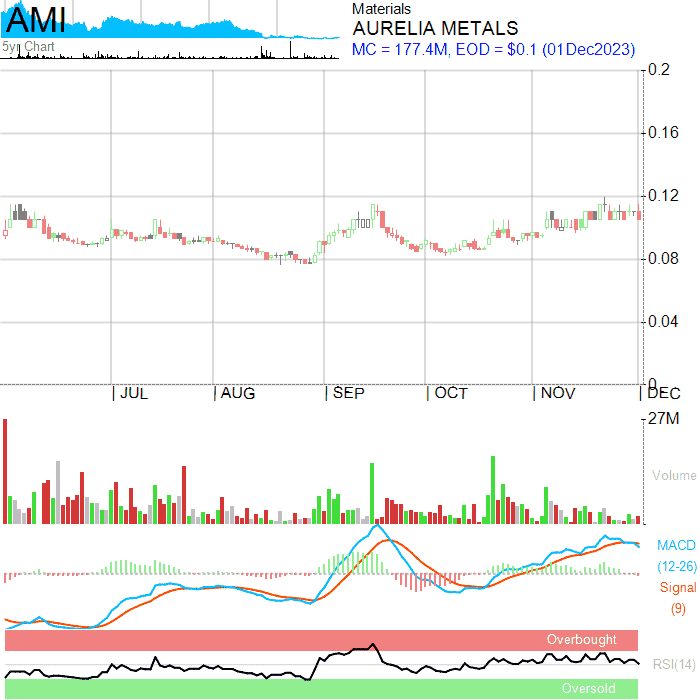 AMI
5yr Chart
Materials
AURELIA METALS
MC = 177.4M, EOD = $0.1 (01Dec2023)
0.2
0.16
0.12
0.08
0.04
0
JUL
AUG
SEP
OCT
NOV
DEC
27M
Volume
MACD
(12-26)
Signal
(9)
Overbought
RSI(14)
Oversold